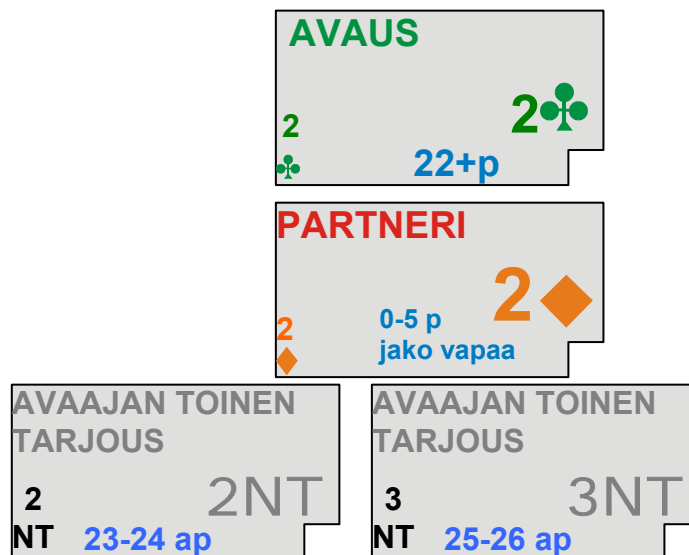 AVAUS
2♣
2
♣
22+p
PARTNERI
2♦
2
♦
0-5 p
jako vapaa
AVAAJAN TOINEN
TARJOUS
2NT
2
NT
23-24 ap
AVAAJAN TOINEN
TARJOUS
3NT
3
NT
25-26 ap